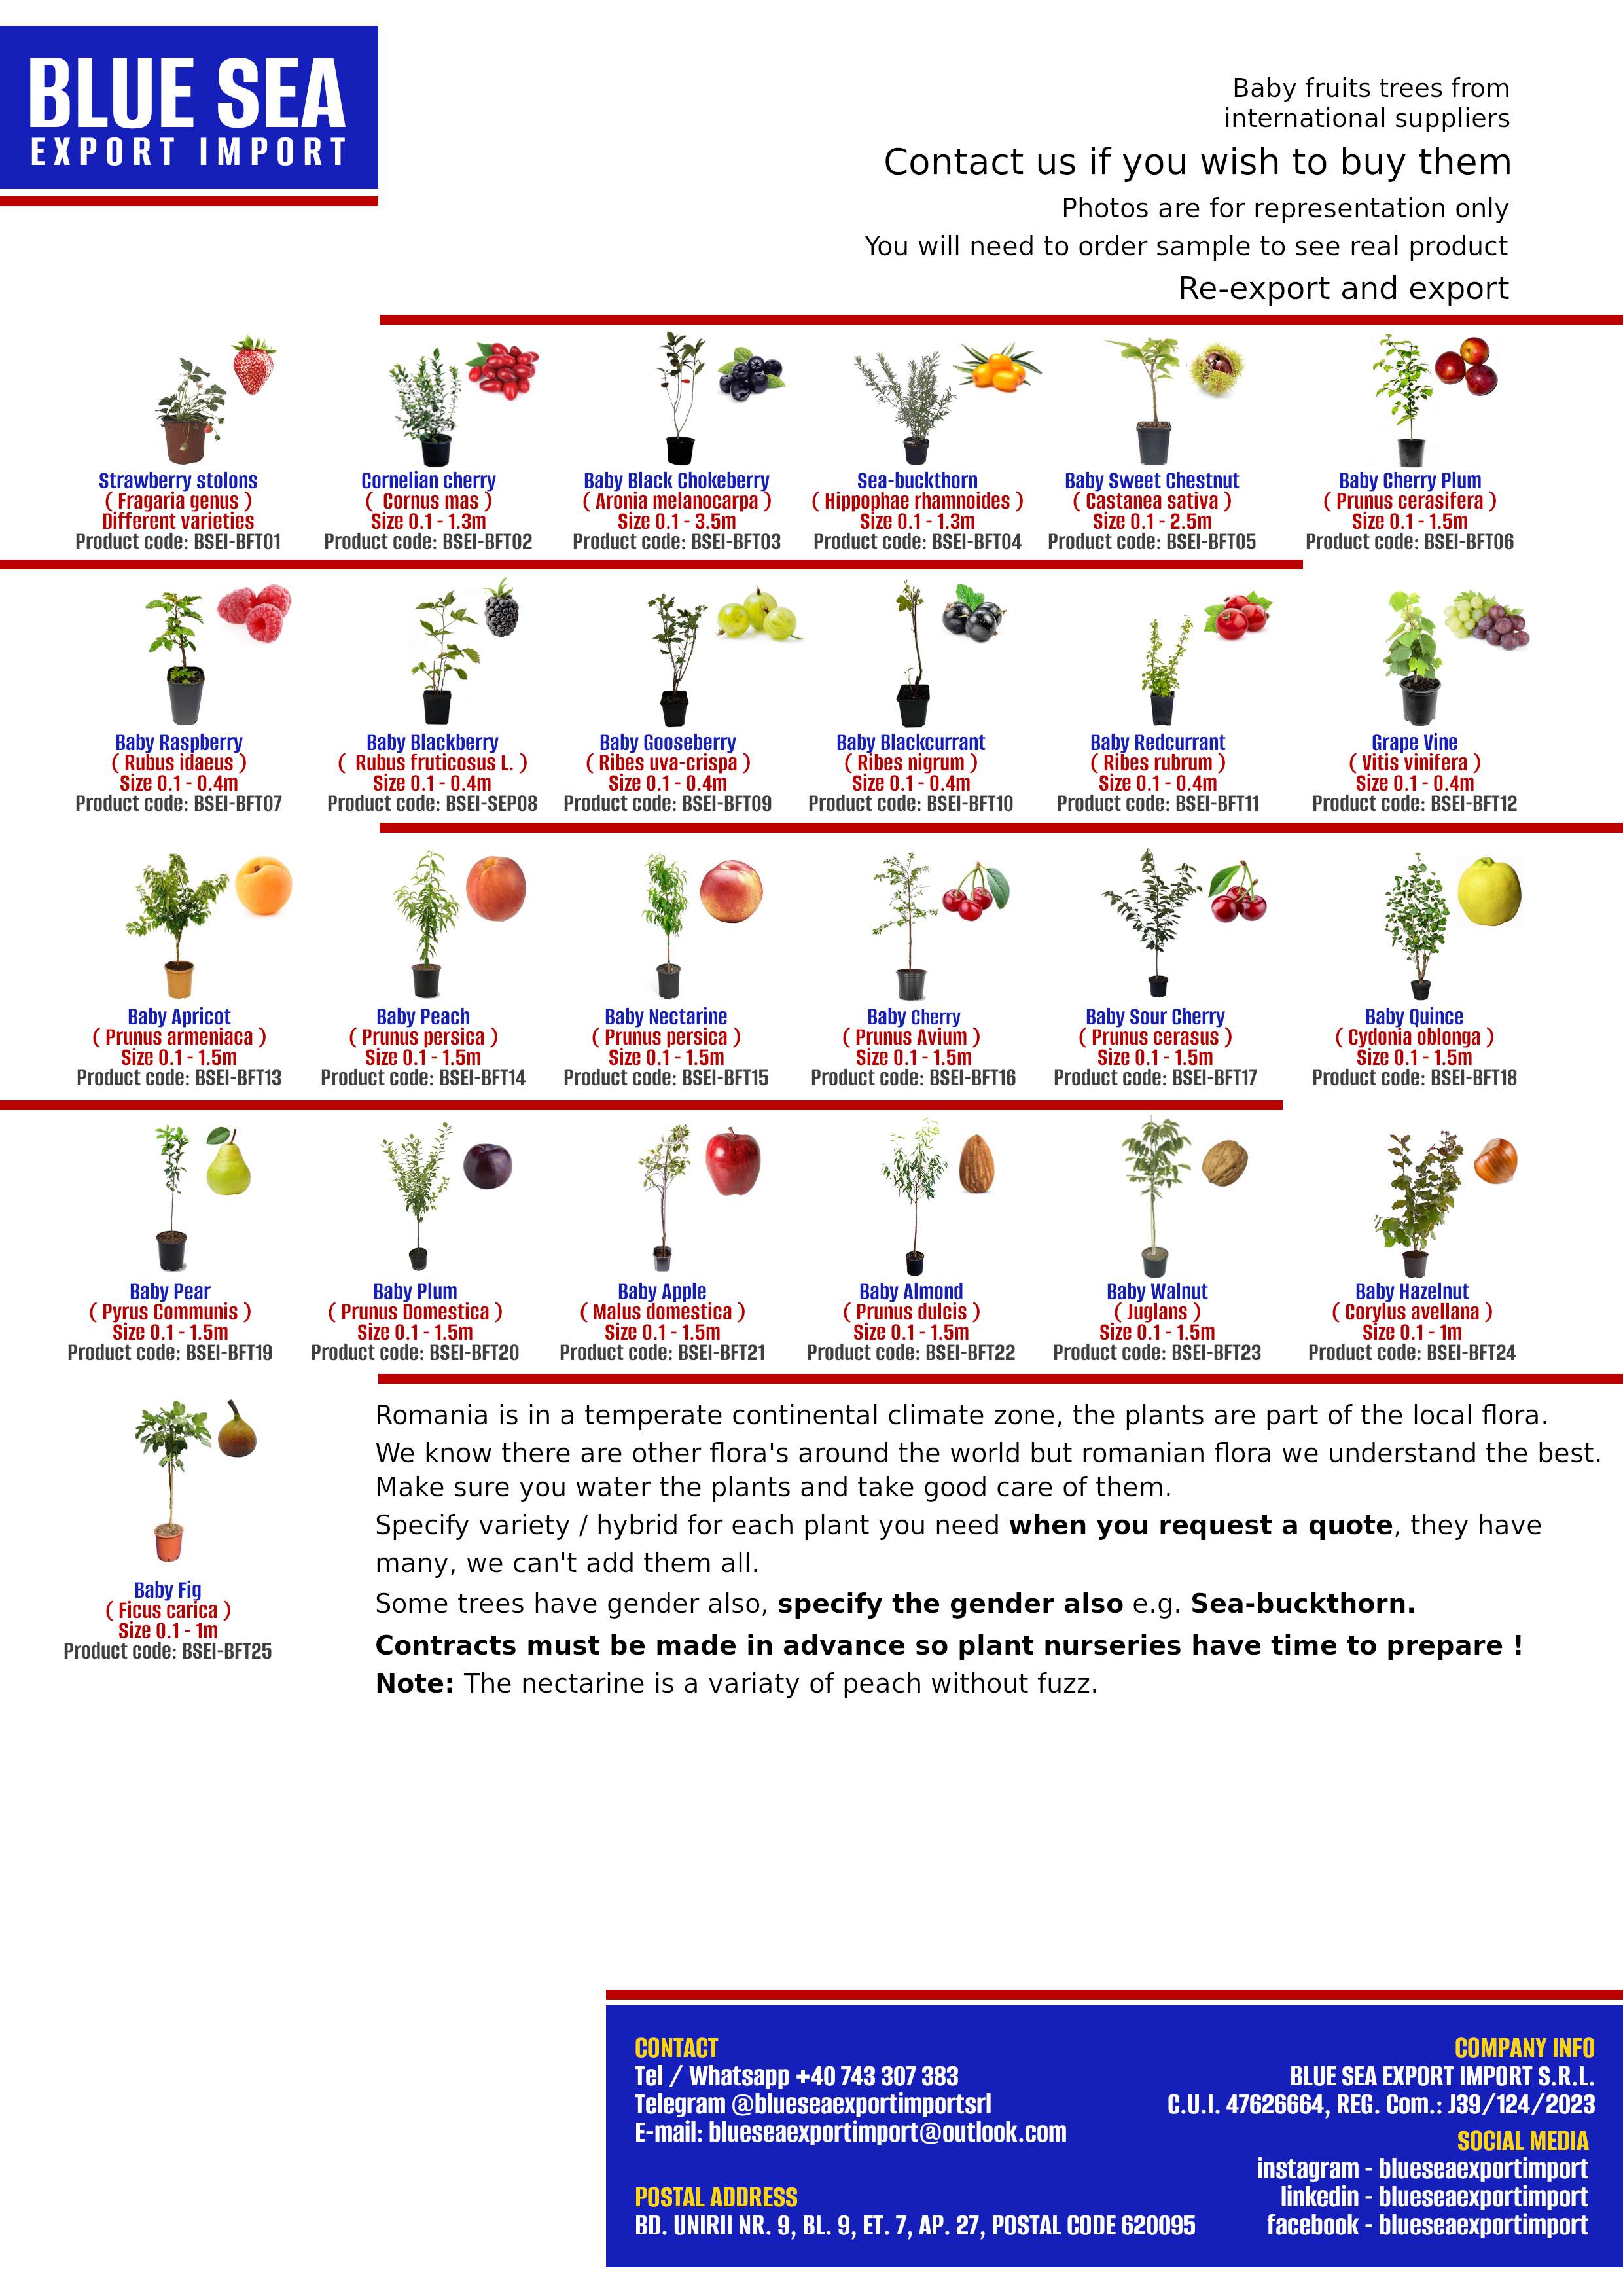 BLUE SEA
EXPORT IMPORT
Baby fruits trees from
international suppliers
Contact us if you wish to buy them
Photos are for representation only
You will need to order sample to see real product
Re-export and export
Strawberry stolons
( Fragaria genus )
Different varieties
Product code: BSEI-BFT01
Cornelian cherry
( Cornus mas )
Size 0.1 - 1.3m
Product code: BSEI-BFT02
Baby Black Chokeberry
( Aronia melanocarpa )
Size 0.1 - 3.5m
Product code: BSEI-BFT03
Sea-buckthorn
( Hippophae rhamnoides )
Size 0.1 - 1.3m
Product code: BSEI-BFT04
Baby Sweet Chestnut
( Castanea sativa )
Size 0.1 - 2.5m
Product code: BSEI-BFT05
Baby Cherry Plum
( Prunus cerasifera )
Size 0.1 - 1.5m
Product code: BSEI-BFT06
Baby Raspberry
( Rubus idaeus )
Size 0.1 - 0.4m
Product code: BSEI-BFT07
Baby Blackberry
( Rubus fruticosus L. )
Size 0.1 - 0.4m
Product code: BSEI-SEP08
Baby Gooseberry
( Ribes uva-crispa )
Size 0.1 - 0.4m
Product code: BSEI-BFT09
Baby Blackcurrant
( Ribes nigrum )
Size 0.1 - 0.4m
Product code: BSEI-BFT10
Baby Redcurrant
( Ribes rubrum )
Size 0.1 - 0.4m
Product code: BSEI-BFT11
Grape Vine
( Vitis vinifera )
Size 0.1 - 0.4m
Product code: BSEI-BFT12
Baby Apricot
( Prunus armeniaca )
Size 0.1 - 1.5m
Product code: BSEI-BFT13
Baby Peach
( Prunus persica )
Size 0.1 - 1.5m
Product code: BSEI-BFT14
Baby Nectarine
( Prunus persica )
Size 0.1 - 1.5m
Product code: BSEI-BFT15
Baby Cherry
( Prunus Avium )
Size 0.1 - 1.5m
Product code: BSEI-BFT16
Baby Sour Cherry
( Prunus cerasus )
Size 0.1 - 1.5m
Product code: BSEI-BFT17
Baby Quince
( Cydonia oblonga )
Size 0.1 - 1.5m
Product code: BSEI-BFT18
Baby Pear
( Pyrus Communis )
Size 0.1 - 1.5m
Product code: BSEI-BFT19
Baby Plum
( Prunus Domestica )
Size 0.1 - 1.5m
Product code: BSEI-BFT20
Baby Apple
( Malus domestica )
Size 0.1 - 1.5m
Product code: BSEI-BFT21
Baby Almond
( Prunus dulcis )
Size 0.1 - 1.5m
Product code: BSEI-BFT22
Baby Walnut
( Juglans )
Size 0.1 - 1.5m
Product code: BSEI-BFT23
Baby Hazelnut
( Corylus avellana )
Size 0.1 - 1m
Product code: BSEI-BFT24
Baby Fig
( Ficus carica )
Size 0.1 - 1m
Product code: BSEI-BFT25
Romania is in a temperate continental climate zone, the plants are part of the local flora.
We know there are other flora's around the world but romanian flora we understand the best.
Make sure you water the plants and take good care of them.
Specify variety / hybrid for each plant you need when you request a quote, they have
many, we can't add them all.
Some trees have gender also, specify the gender also e.g. Sea-buckthorn.
Contracts must be made in advance so plant nurseries have time to prepare !
Note: The nectarine is a variaty of peach without fuzz.
CONTACT
Tel / Whatsapp +40 743 307 383
Telegram @blueseaexportimportsrl
E-mail: blueseaexportimport@outlook.com
POSTAL ADDRESS
BD. UNIRII NR. 9, BL. 9, ET. 7, AP. 27, POSTAL CODE 620095
COMPANY INFO
BLUE SEA EXPORT IMPORT S.R.L.
C.U.I. 47626664, REG. Com.: J39/124/2023
SOCIAL MEDIA
instagram - blueseaexportimport
linkedin - blueseaexportimport
facebook - blueseaexportimport